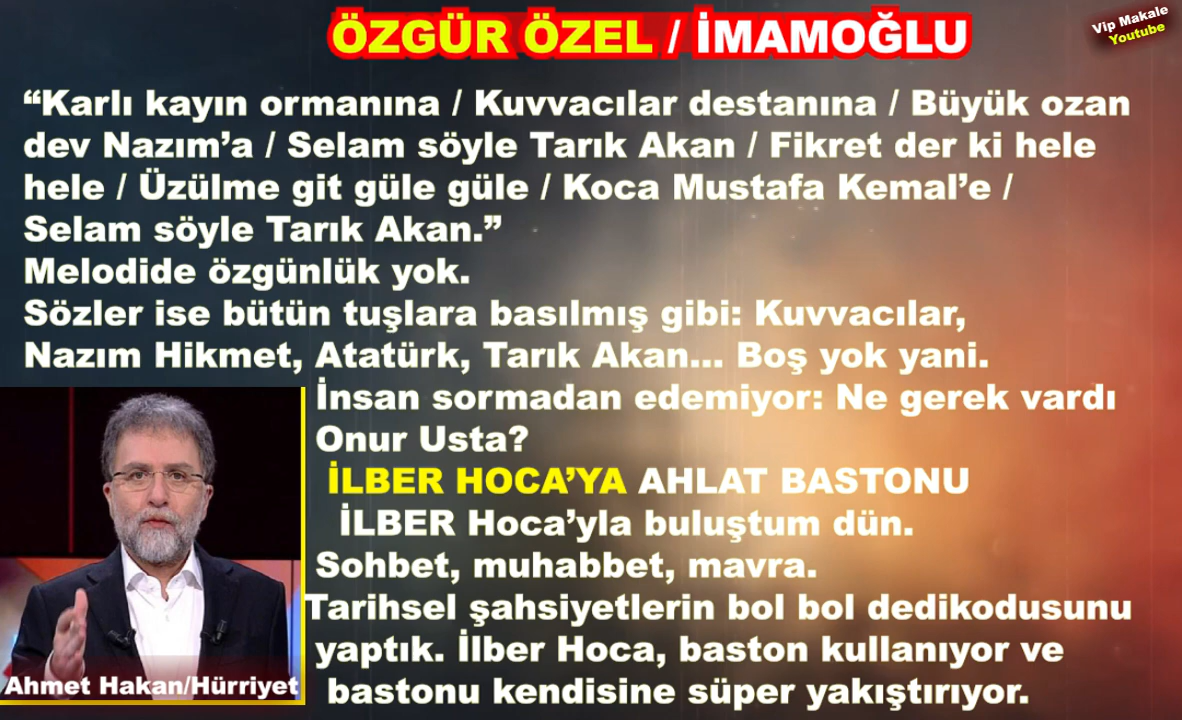 ÖZGÜR ÖZEL / İMAMOĞLU
Vip Makale
Youtube
“Karlı kayın ormanına / Kuvvacılar destanına / Büyük ozan
dev Nazım’a / Selam söyle Tarık Akan / Fikret der ki hele
hele / Üzülme git güle güle / Koca Mustafa Kemal’e /
Selam söyle Tarık Akan.”
Melodide özgünlük yok.
Sözler ise bütün tuşlara basılmış gibi: Kuvvacılar,
Nazım Hikmet, Atatürk, Tarık Akan... Boş yok yani.
İnsan sormadan edemiyor: Ne gerek vardı
Onur Usta?
İLBER HOCA’YA AHLAT BASTONU
İLBER Hoca’yla buluştum dün.
Sohbet, muhabbet, mavra.
Tarihsel şahsiyetlerin bol bol dedikodusunu
yaptık. İlber Hoca, baston kullanıyor ve
bastonu kendisine süper yakıştırıyor.
Ahmet Hakan/Hürriyet